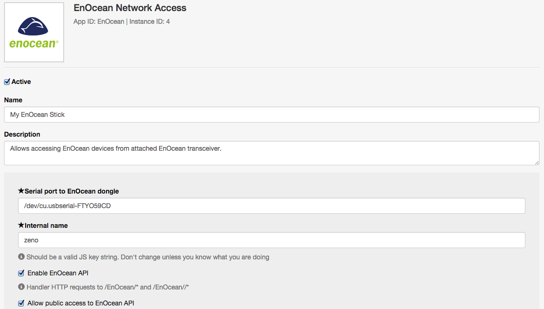 EnOcean Network Access
App ID: EnOcean | Instance ID: 4
enocean®
Active
Name
My EnOcean Stick
Description
Allows accessing EnOcean devices from attached EnOcean transceiver.
★Serial port to EnOcean dongle
/dev/cu.usbserial-FTYO59CD
★Internal name
zeno
Should be a valid JS key string. Don't change unless you know what you are doing
Enable EnOcean API
Handler HTTP requests to /EnOcean/* and /EnOcean//*
Allow public access to EnOcean API